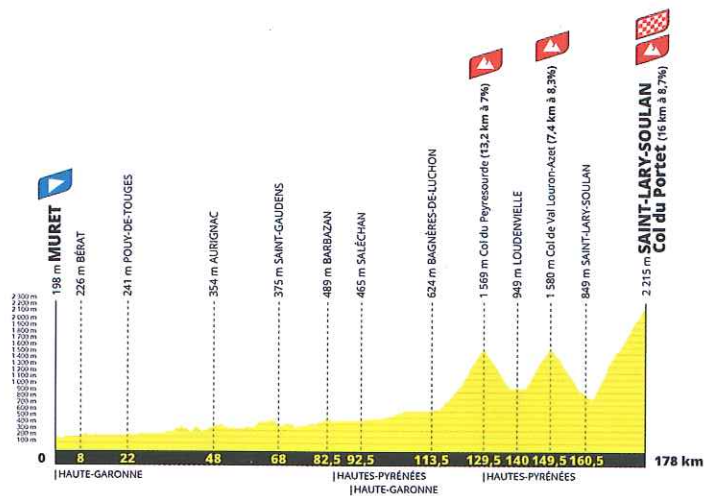 198 m MURET
226 m BÉRAT
241 m POUY-DE-TOUGES
354 m AURIGNAC
375 m SAINT-GAUDENS
489 m BARBAZAN
465 m SALÉCHAN
624 m BAGNÈRES-DE-LUCHON
1 569 m Col du Peyresourde (13,2 km à 7%)
949 m LOUDENVIELLE
1 580 m Col de Val Louron-Azet (7,4 km à 8,3%)
849 m SAINT-LARY-SOULAN
2 215 m SAINT-LARY-SOULAN
Col du Portet (16 km à 8,7%)
2 300 m
2 200 m
2 100 m
2 000 m
1 900 m
1 800 m
1 700 m
1 600 m
1 500 m
1 400 m
1 300 m
1 200 m
1 100 m
1 000 m
900 m
800 m
700 m
600 m
500 m
400 m
300 m
200 m
100 m
0 8 22 48 68 82,5 92,5 113,5 129,5 140 149,5 160,5 178 km
HAUTE-GARONNE HAUTES-PYRÉNÉES HAUTES-PYRÉNÉES
HAUTE-GARONNE